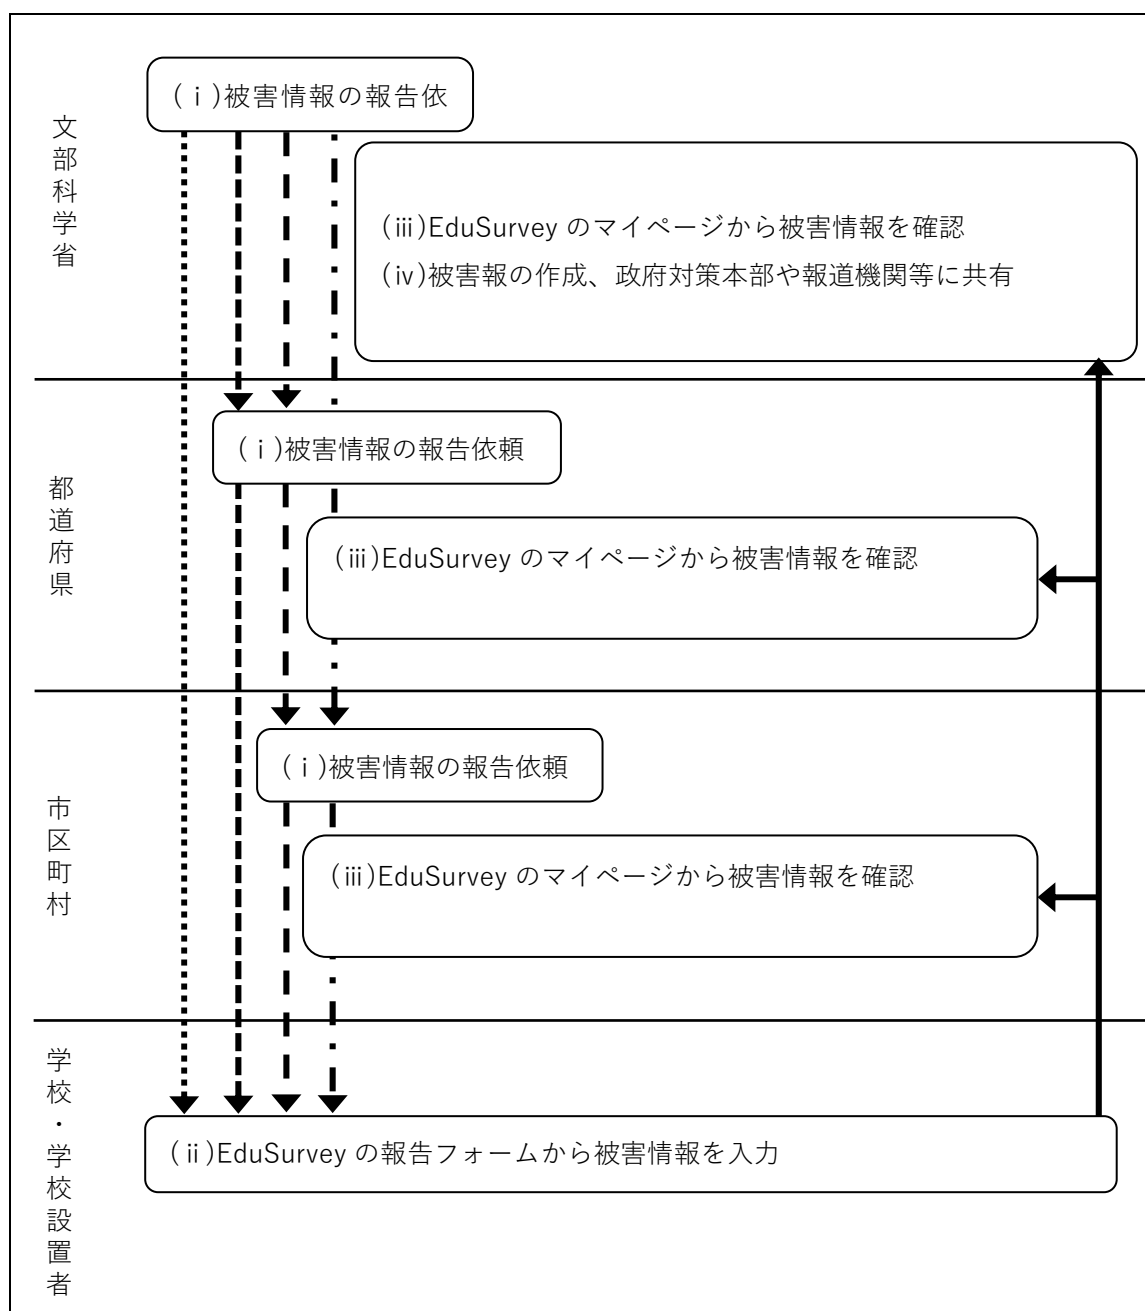 文部科学省
(ⅰ)被害情報の報告依
(ⅲ)EduSurvey のマイページから被害情報を確認
(ⅳ)被害報の作成、政府対策本部や報道機関等に共有
都道府県
(ⅰ)被害情報の報告依頼
(ⅲ)EduSurvey のマイページから被害情報を確認
市区町村
(ⅰ)被害情報の報告依頼
(ⅲ)EduSurvey のマイページから被害情報を確認
学校・学校設置者
(ⅱ)EduSurvey の報告フォームから被害情報を入力